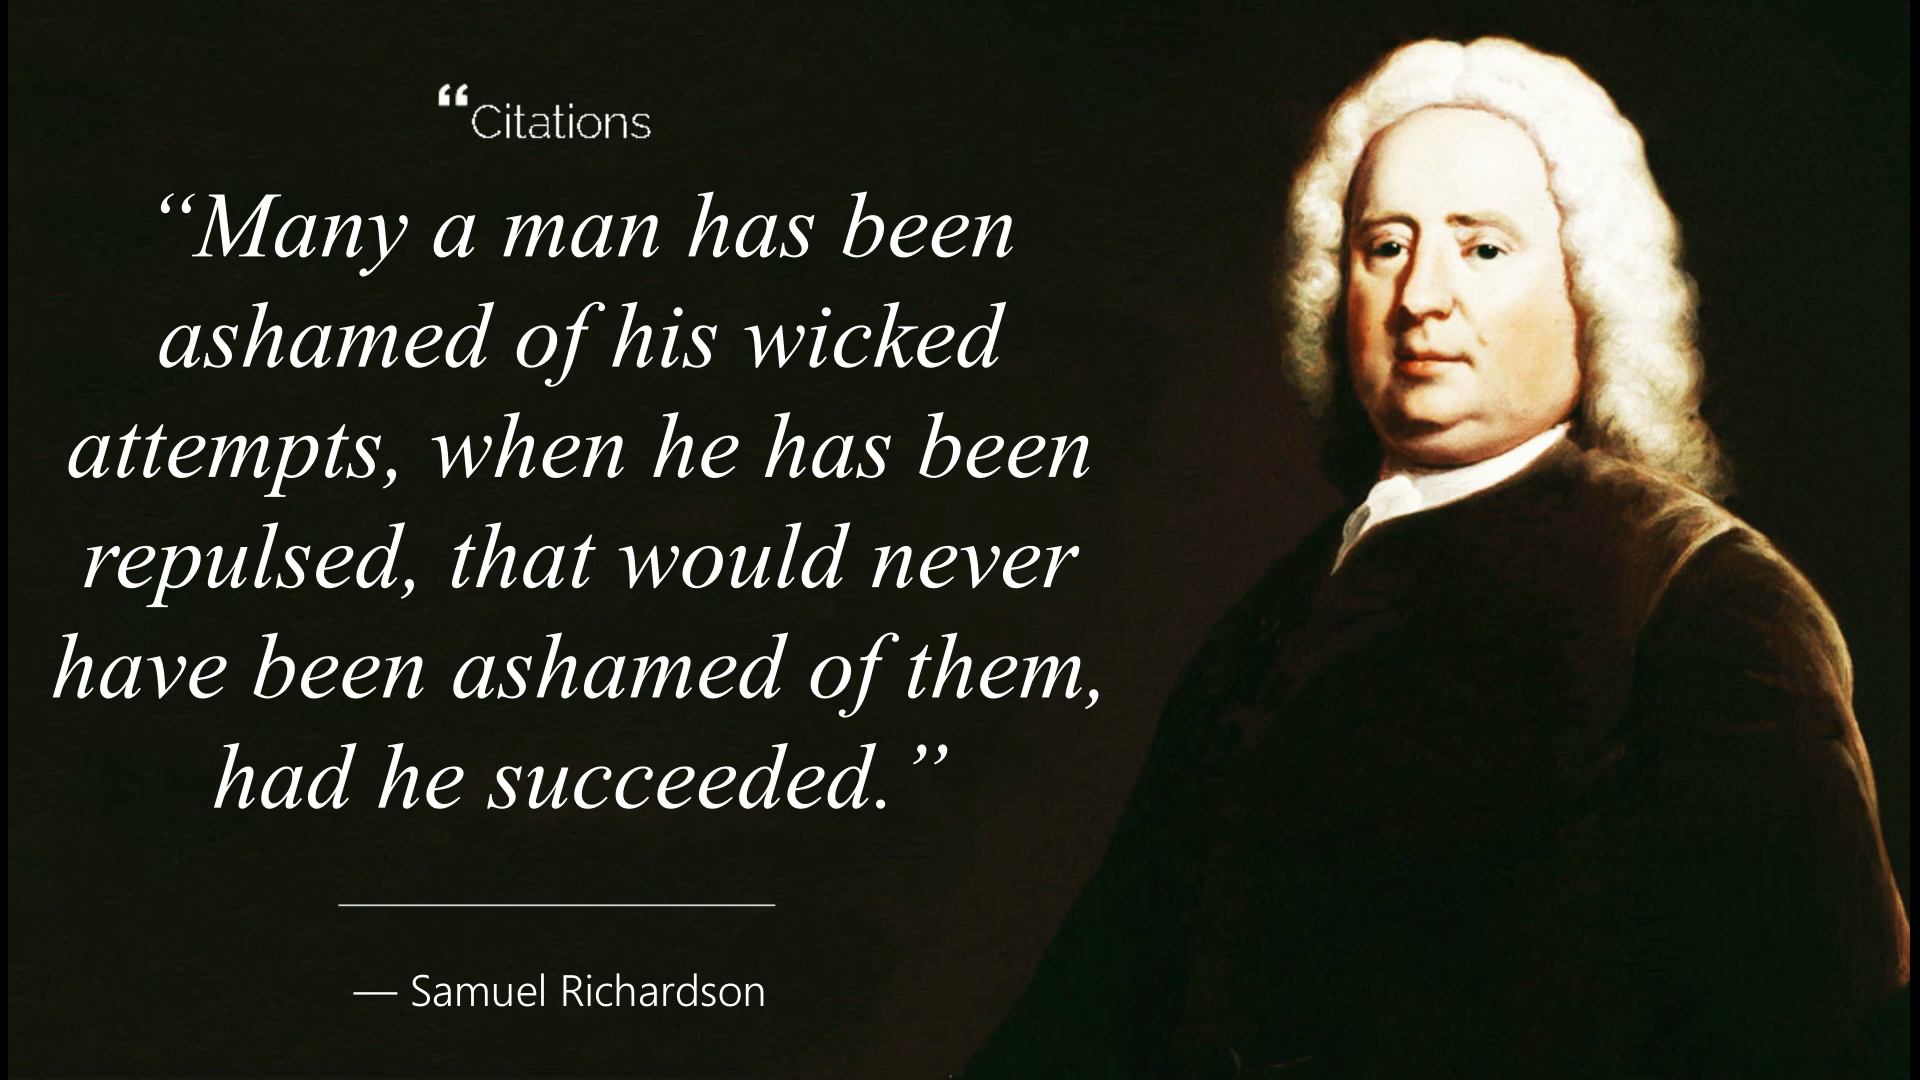 “Citations
“Many a man has been
ashamed of his wicked
attempts, when he has been
repulsed, that would never
have been ashamed of them,
had he succeeded.”
— Samuel Richardson